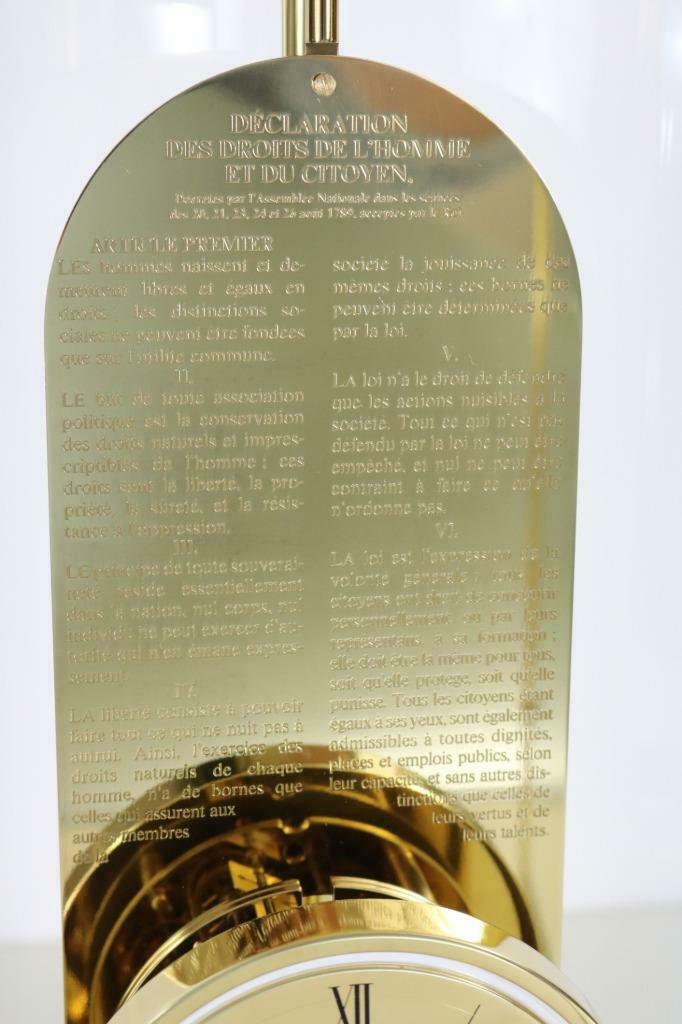 DÉCLARATION
DES DROITS DE L'HOMME
ET DU CITOYEN,
Decretes par l'Assemblée Nationale dans les séances
des 20, 21, 23, 24 et 26 août 1789, acceptés par le Roi
ARTICLE PREMIER
LES hommes naissent et de-
meurent libres et égaux en
droits; les distinctions so-
ciales ne peuvent être fondées
que sur l'utilité commune.
II.
LE but de toute association
politique est la conservation
des droits naturels et impres-
criptibles de l'homme; ces
droits sont la liberté, la pro-
priété, la sûreté, et la résis-
tance à l'oppression.
III.
LE principe de toute souverai-
neté réside essentiellement
dans la nation, nul corps, nul
individu ne peut exercer d'au-
torité qui n'en émane expres-
sement.
IV.
LA liberté consiste à pouvoir
faire tout ce qui ne nuit pas à
autrui. Ainsi, l'exercice des
droits naturels de chaque
homme, n'a de bornes que
celles qui assurent aux
autres membres
de la
société la jouissance de ces
mêmes droits; ces bornes ne
peuvent être déterminées que
par la loi.
V.
LA loi n'a le droit de défendre
que les actions nuisibles à la
société. Tout ce qui n'est pas
défendu par la loi ne peut être
empêché, et nul ne peut être
contraint à faire ce qu'elle
n'ordonne pas.
VI.
LA loi est l'expression de la
volonté générale; tous les
citoyens ont droit de concourir
personnellement ou par leurs
représentans, à sa formation;
elle doit être la même pour tous,
soit qu'elle protege, soit qu'elle
punisse. Tous les citoyens étant
égaux à ses yeux, sont également
admissibles à toutes dignités,
places et emplois publics, selon
leur capacité, et sans autres dis-
tinctions que celles de
leurs vertus et de
leurs talents.
XII